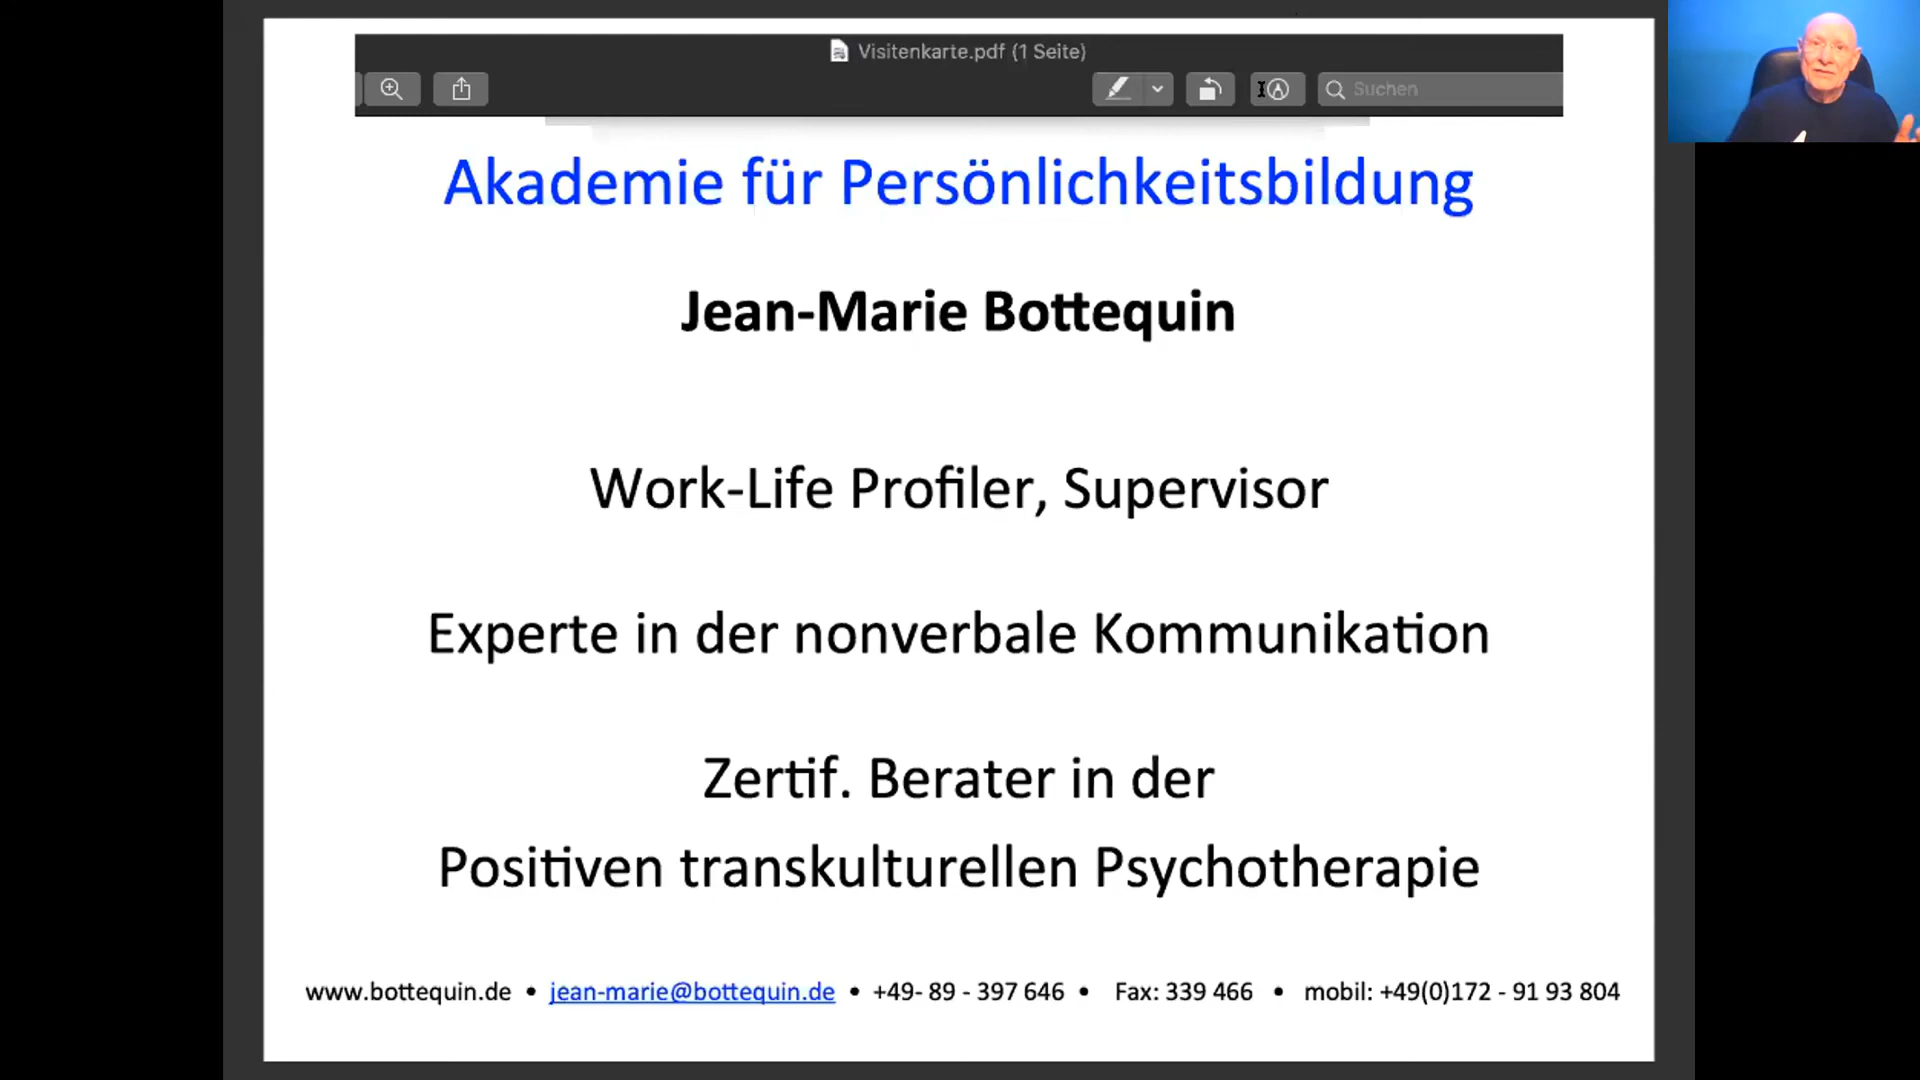 Visitenkarte.pdf (1 Seite)
Suchen
Akademie für Persönlichkeitsbildung
Jean-Marie Bottequin
Work-Life Profiler, Supervisor
Experte in der nonverbale Kommunikation
Zertif. Berater in der
Positiven transkulturellen Psychotherapie
www.bottequin.de • jean-marie@bottequin.de • +49- 89 - 397 646 • Fax: 339 466 • mobil: +49(0)172 - 91 93 804